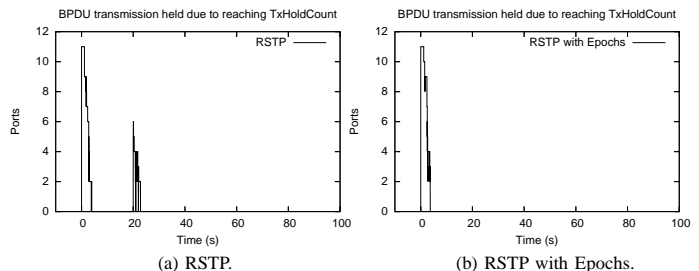 BPDU transmission held due to reaching TxHoldCount
12
10
8
6
4
2
0
Ports
RSTP
0 20 40 60 80 100
Time (s)
(a) RSTP.
BPDU transmission held due to reaching TxHoldCount
12
10
8
6
4
2
0
Ports
RSTP with Epochs
0 20 40 60 80 100
Time (s)
(b) RSTP with Epochs.